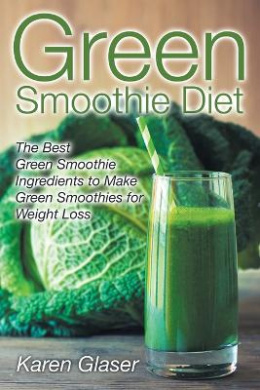 Green
Smoothie Diet
The Best
Green Smoothie
Ingredients to Make
Green Smoothies for
Weight Loss
Karen Glaser